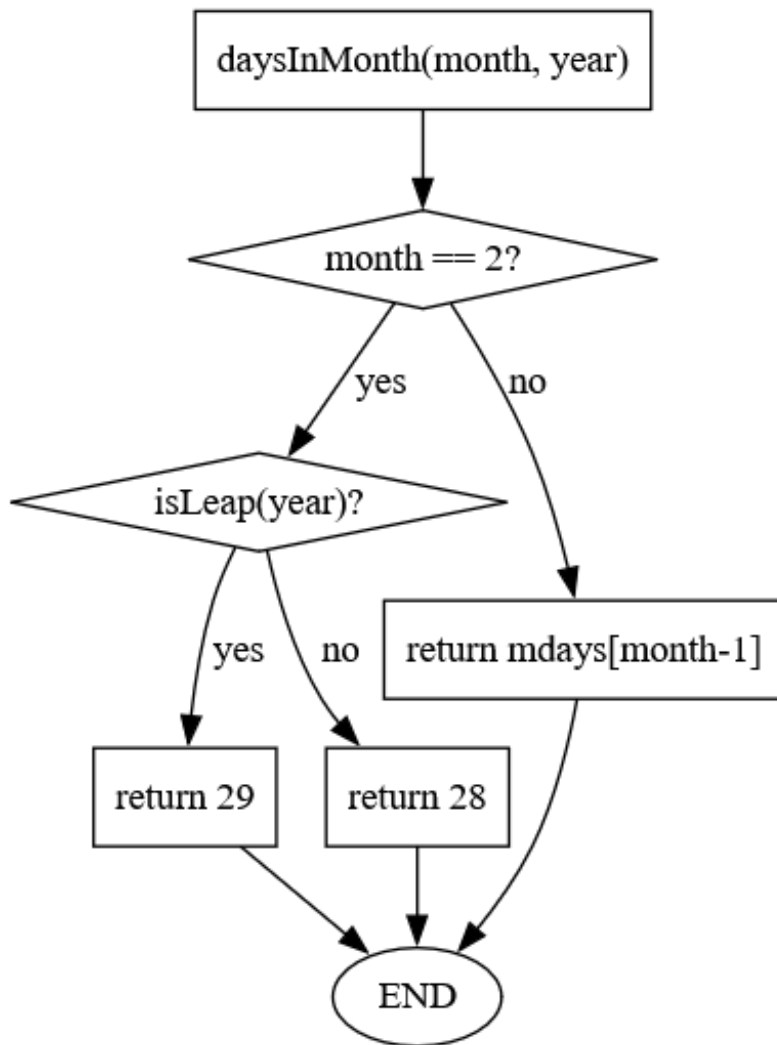 daysInMonth(month, year)
month == 2?
yes
no
isLeap(year)?
yes
no
return mdays[month-1]
return 29
return 28
END